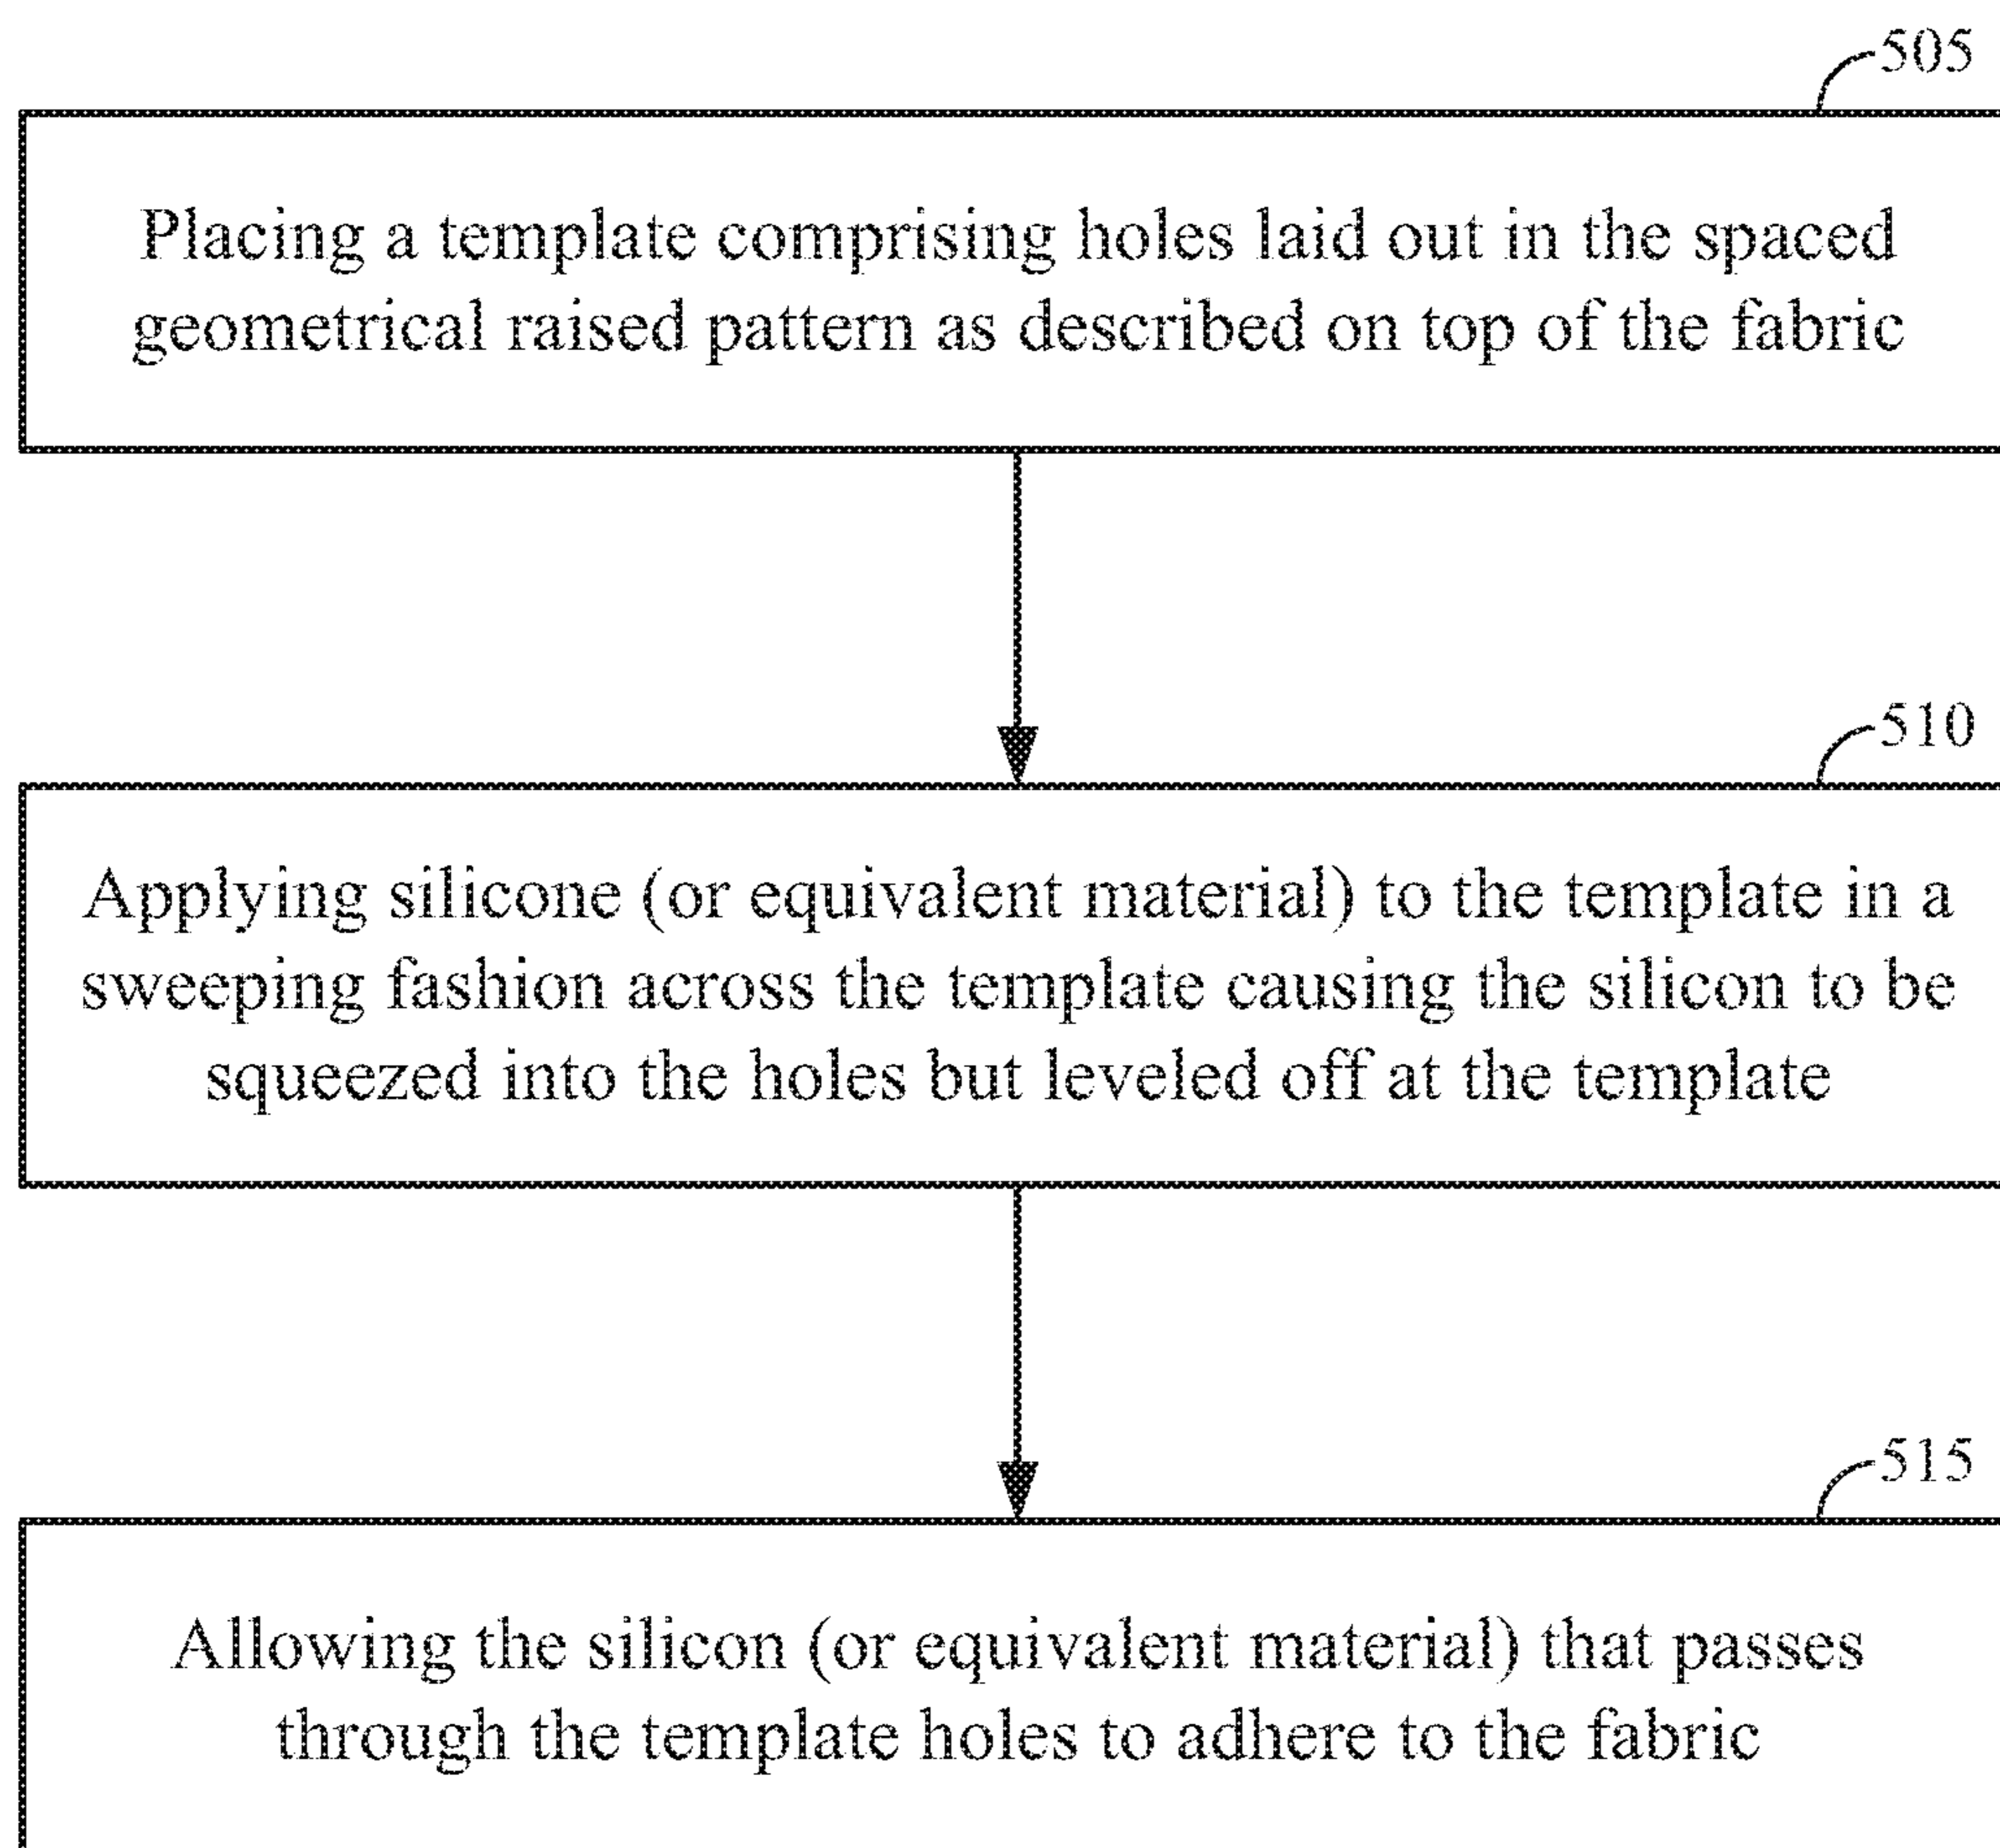 505
Placing a template comprising holes laid out in the spaced
geometrical raised pattern as described on top of the fabric
510
Applying silicone (or equivalent material) to the template in a
sweeping fashion across the template causing the silicon to be
squeezed into the holes but leveled off at the template
515
Allowing the silicon (or equivalent material) that passes
through the template holes to adhere to the fabric